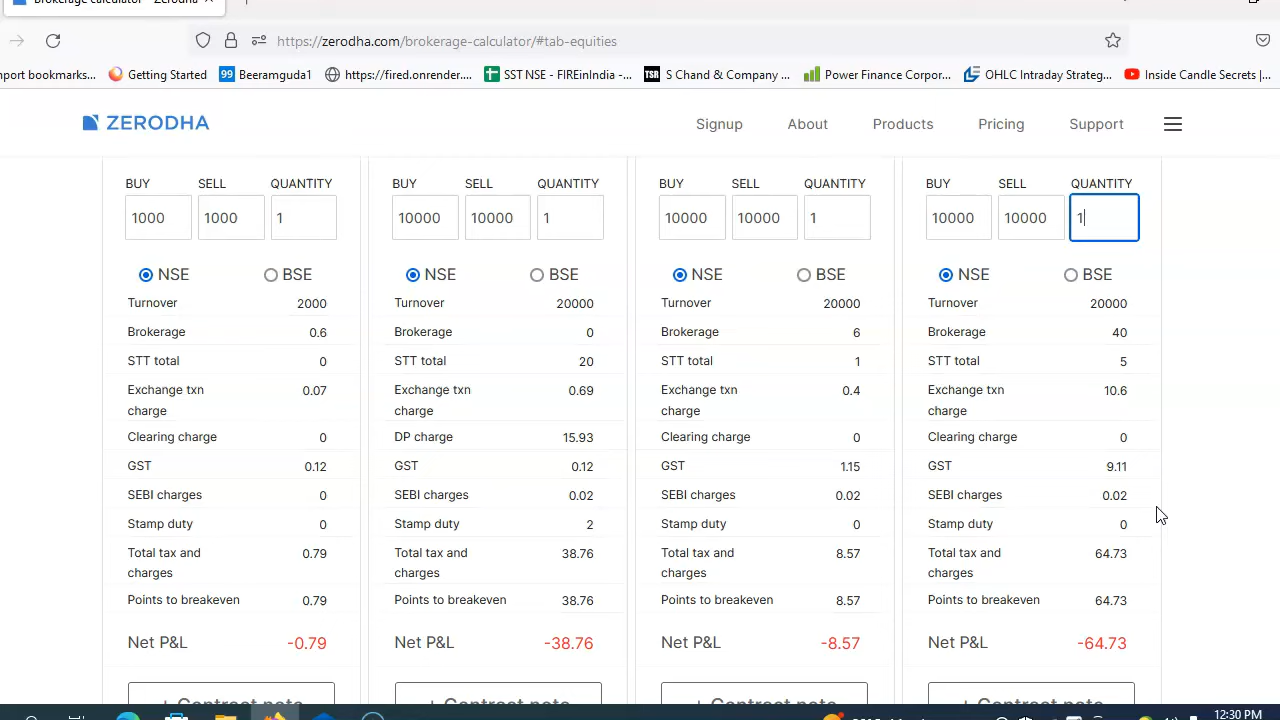 Brokerage calculator - Zerodha
https://zerodha.com/brokerage-calculator/#tab-equities
mport bookmarks... Getting Started 99 Beeramguda1 https://fired.onrender.... SST NSE - FIREinIndia -... TSR S Chand & Company ... Power Finance Corpor... OHLC Intraday Strateg... Inside Candle Secrets |...
ZERODHA Signup About Products Pricing Support
BUY SELL QUANTITY
1000 1000 1
NSE BSE
Turnover 2000
Brokerage 0.6
STT total 0
Exchange txn charge 0.07
Clearing charge 0
GST 0.12
SEBI charges 0
Stamp duty 0
Total tax and charges 0.79
Points to breakeven 0.79
Net P&L -0.79
BUY SELL QUANTITY
10000 10000 1
NSE BSE
Turnover 20000
Brokerage 0
STT total 20
Exchange txn charge 0.69
DP charge 15.93
GST 0.12
SEBI charges 0.02
Stamp duty 2
Total tax and charges 38.76
Points to breakeven 38.76
Net P&L -38.76
BUY SELL QUANTITY
10000 10000 1
NSE BSE
Turnover 20000
Brokerage 6
STT total 1
Exchange txn charge 0.4
Clearing charge 0
GST 1.15
SEBI charges 0.02
Stamp duty 0
Total tax and charges 8.57
Points to breakeven 8.57
Net P&L -8.57
BUY SELL QUANTITY
10000 10000 1
NSE BSE
Turnover 20000
Brokerage 40
STT total 5
Exchange txn charge 10.6
Clearing charge 0
GST 9.11
SEBI charges 0.02
Stamp duty 0
Total tax and charges 64.73
Points to breakeven 64.73
Net P&L -64.73
12:30 PM